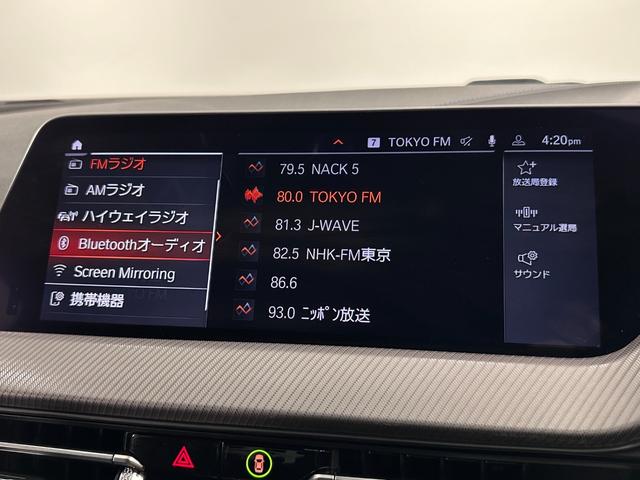 7 TOKYO FM 4:20pm
FMラジオ
AMラジオ
ハイウェイラジオ
Bluetoothオーディオ
Screen Mirroring
携帯機器
79.5 NACK 5
80.0 TOKYO FM
81.3 J-WAVE
82.5 NHK-FM東京
86.6
93.0 ﾆｯﾎﾟﾝ放送
放送局登録
マニュアル選局
サウンド